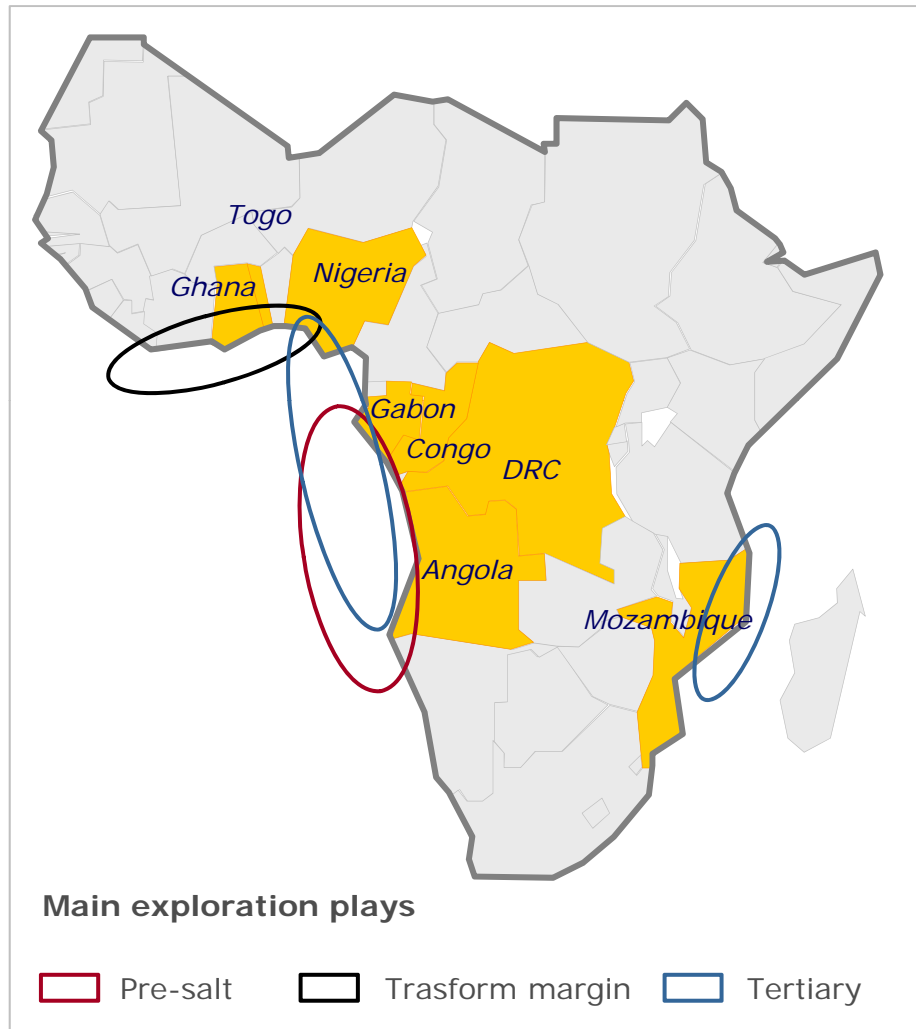 Togo
Ghana
Nigeria
Gabon
Congo
DRC
Angola
Mozambique
Main exploration plays
Pre-salt
Trasform margin
Tertiary